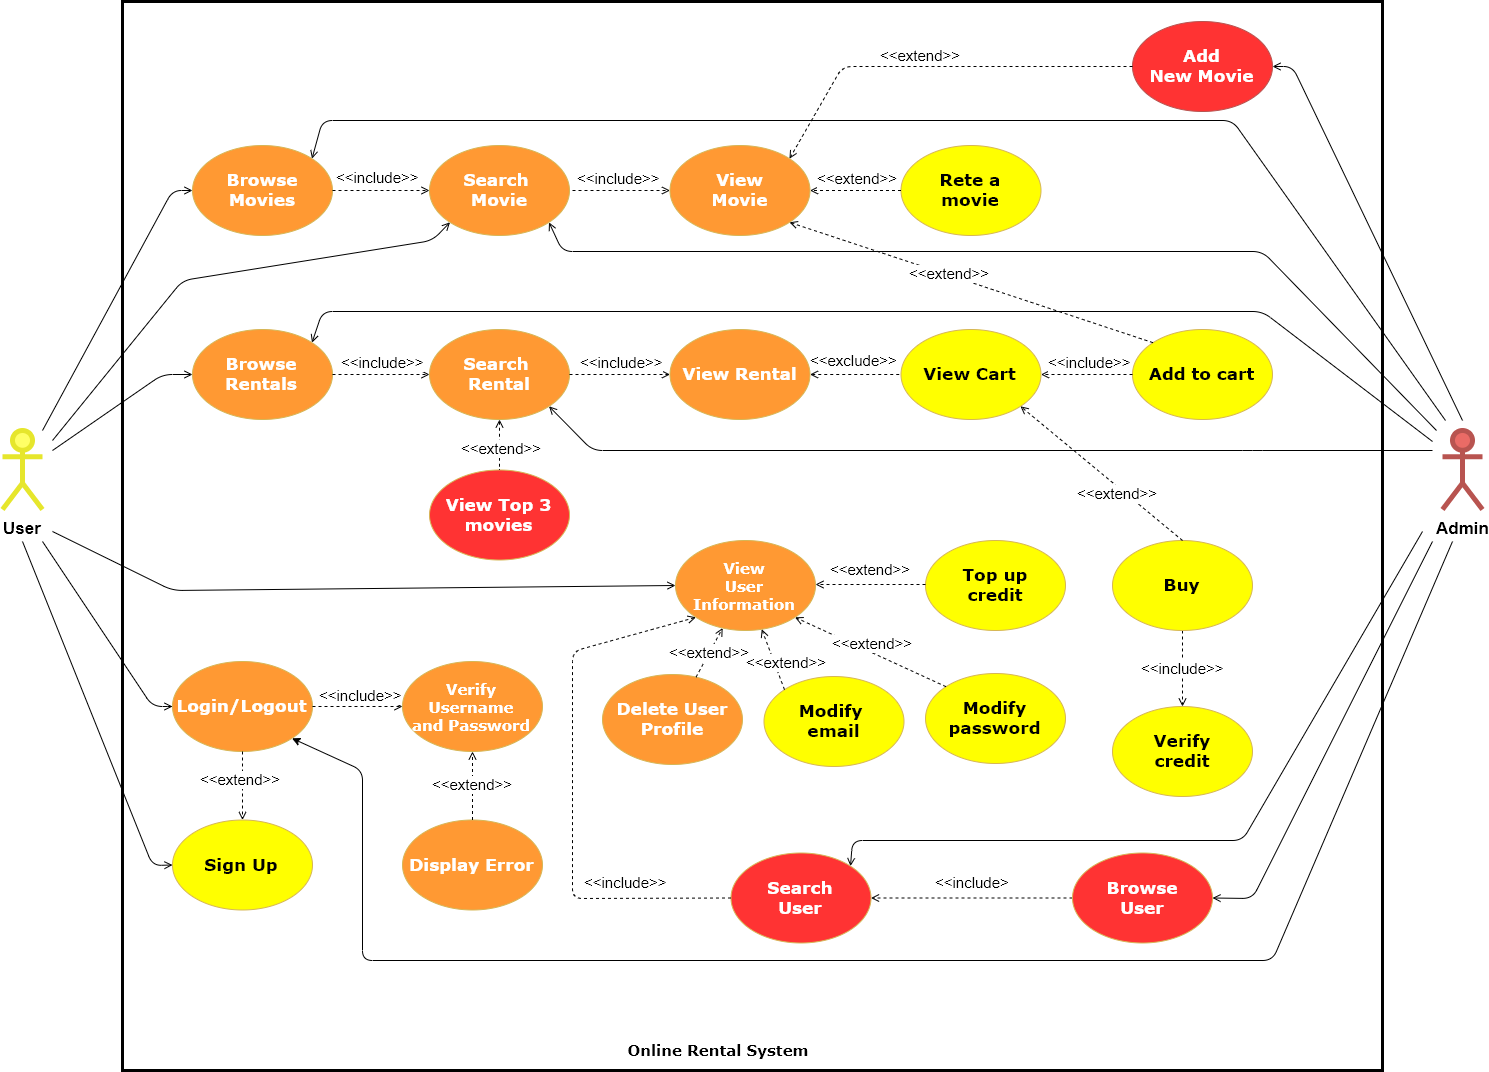 <<extend>>
Add
New Movie
Browse
Movies
<<include>>
Search
Movie
<<include>>
View
Movie
<<extend>>
Rete a
movie
<<extend>>
Browse
Rentals
<<include>>
Search
Rental
<<include>>
View Rental
<<exclude>>
View Cart
<<include>>
Add to cart
<<extend>>
View Top 3
movies
<<extend>>
User
Admin
View
User
Information
<<extend>>
Top up
credit
Buy
<<extend>>
<<extend>>
<<extend>>
<<include>>
Login/Logout
<<include>>
Verify
Username
and Password
Delete User
Profile
Modify
email
Modify
password
Verify
credit
<<extend>>
<<extend>>
Sign Up
Display Error
<<include>>
Search
User
<<include>
Browse
User
Online Rental System